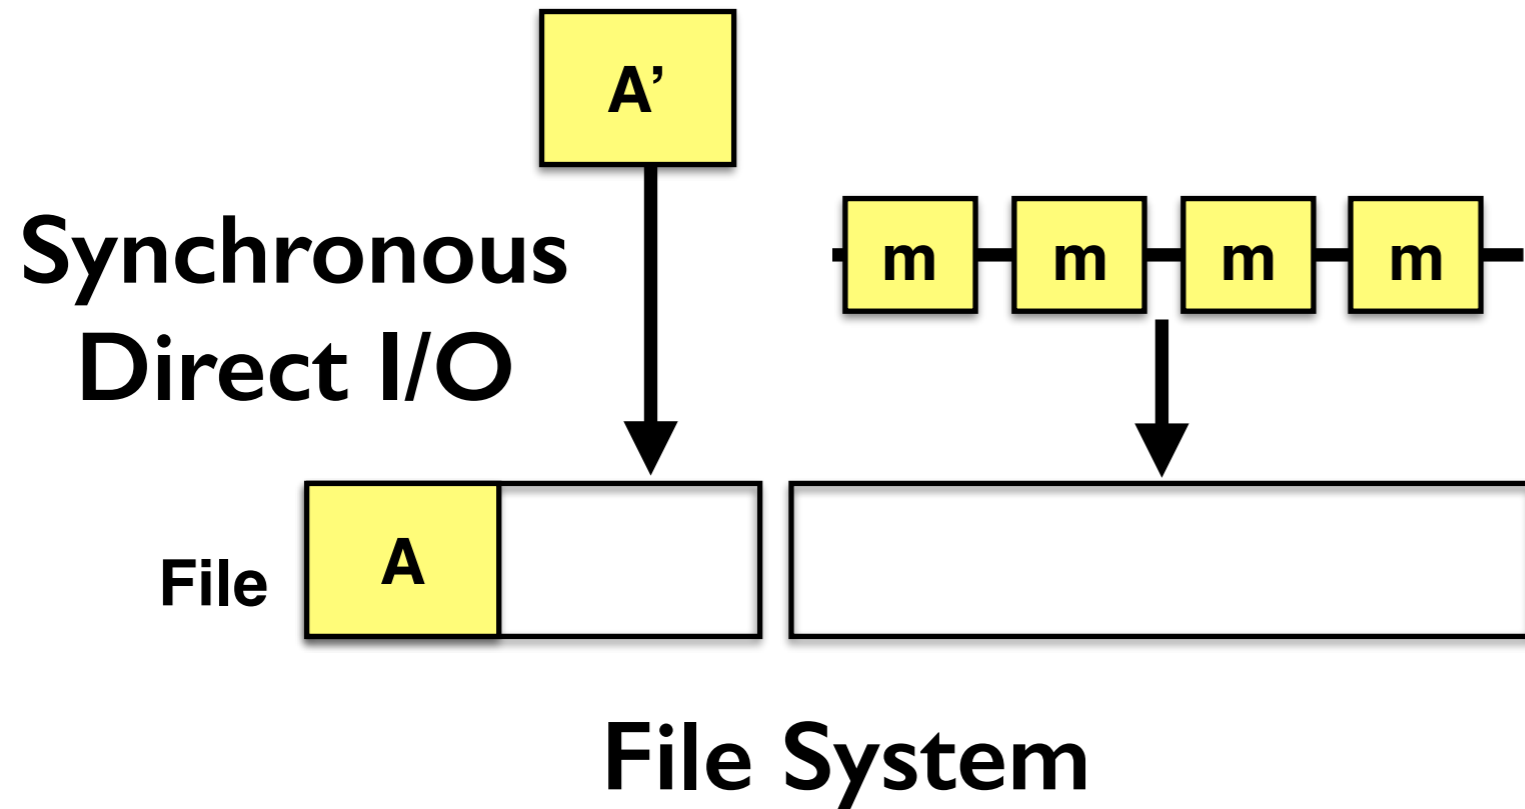 A’
m m m m
Synchronous
Direct I/O
File
A
File System